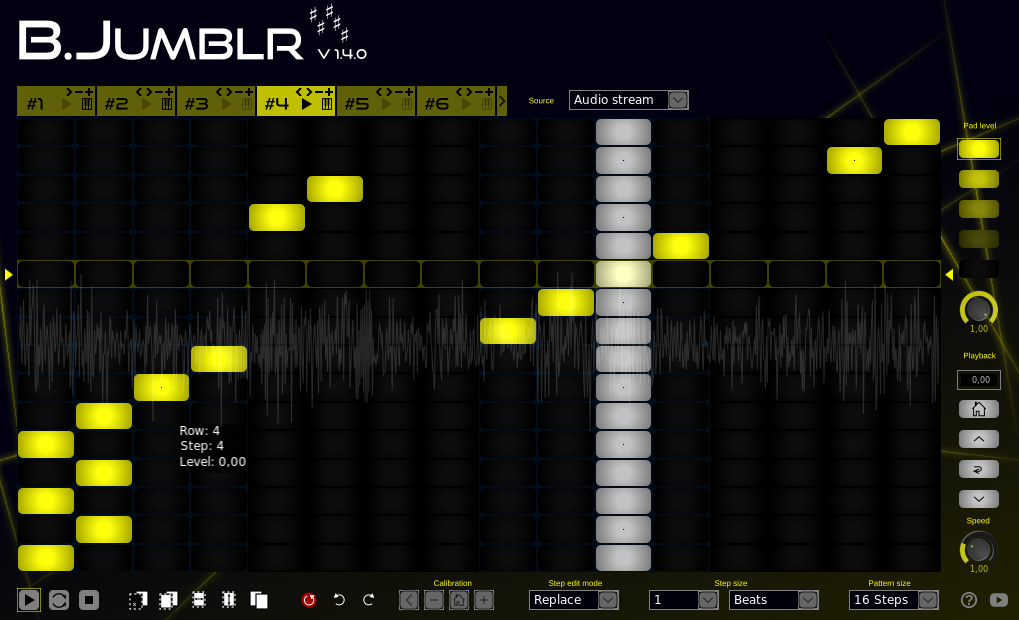 B.JUMBLR
V 1.4.0
#1 #2 #3 #4 #5 #6
Source Audio stream
Pad level
1,00
Playback
0,00
Row: 4
Step: 4
Level: 0,00
Speed
1,00
Calibration Step edit mode Step size Pattern size
Replace 1 Beats 16 Steps